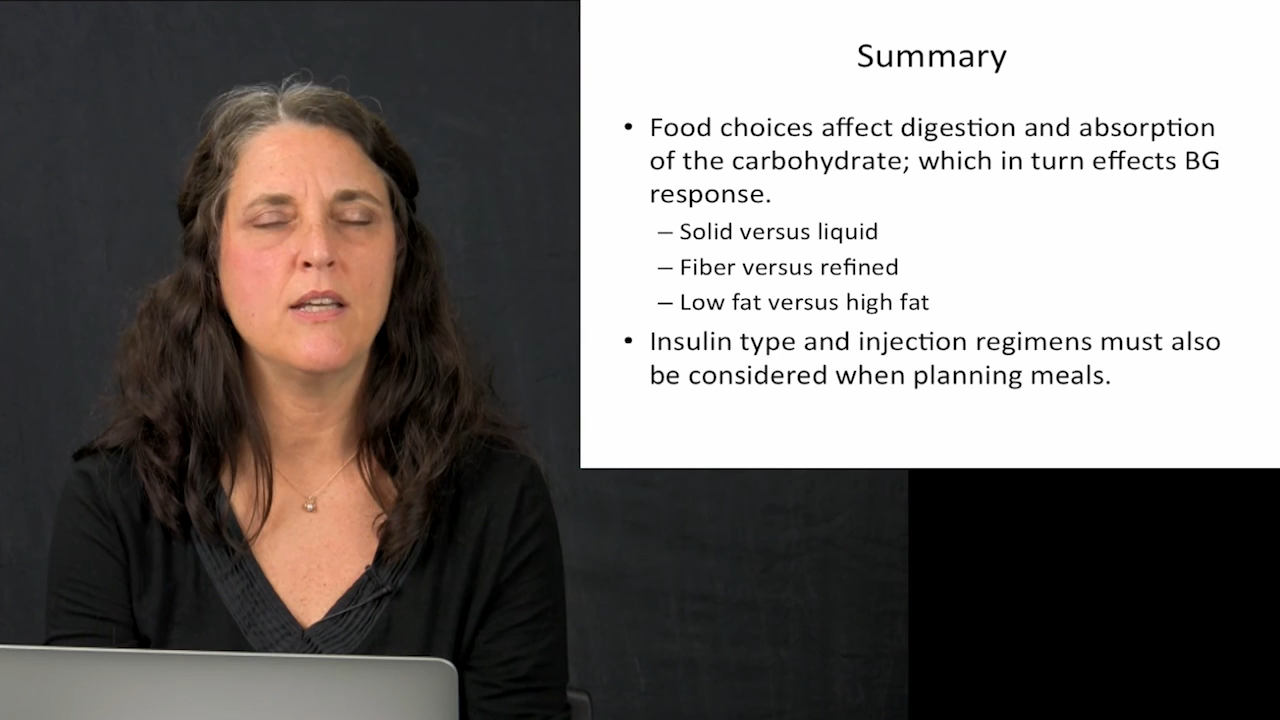 Summary
• Food choices affect digestion and absorption
of the carbohydrate; which in turn effects BG
response.
– Solid versus liquid
– Fiber versus refined
– Low fat versus high fat
• Insulin type and injection regimens must also
be considered when planning meals.